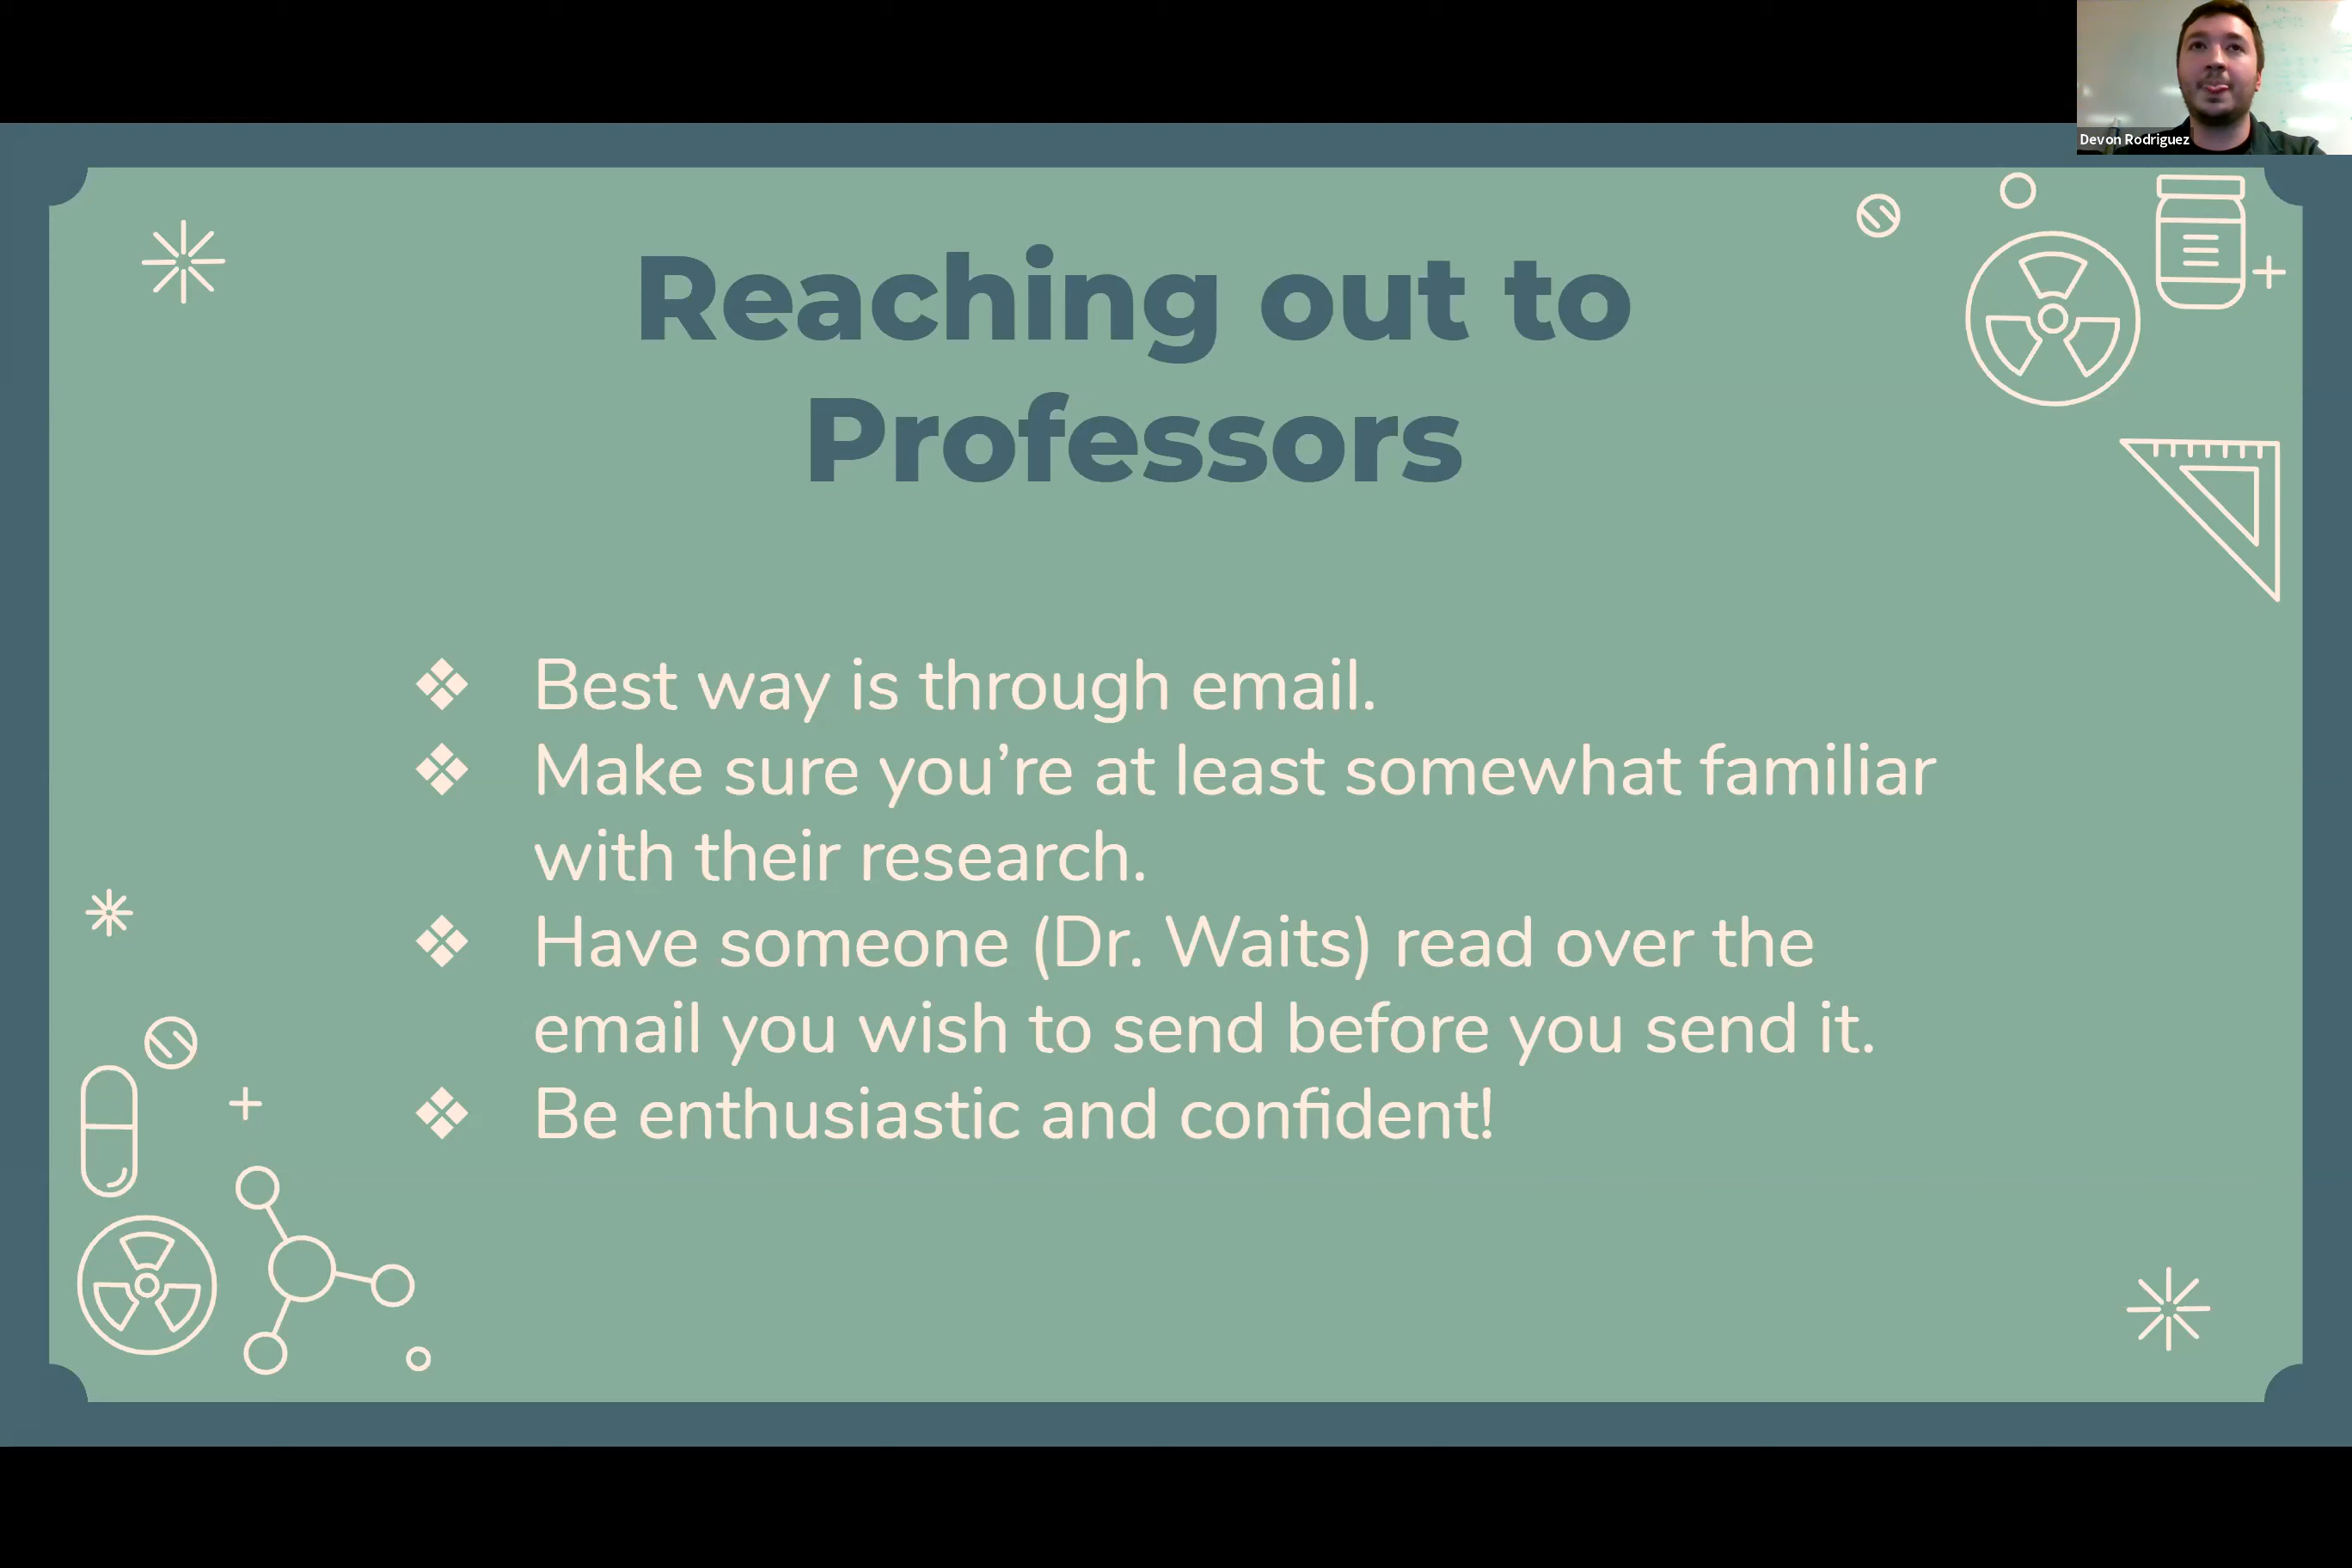 Devon Rodriguez
Reaching out to
Professors
❖ Best way is through email.
❖ Make sure you’re at least somewhat familiar
with their research.
❖ Have someone (Dr. Waits) read over the
email you wish to send before you send it.
❖ Be enthusiastic and confident!